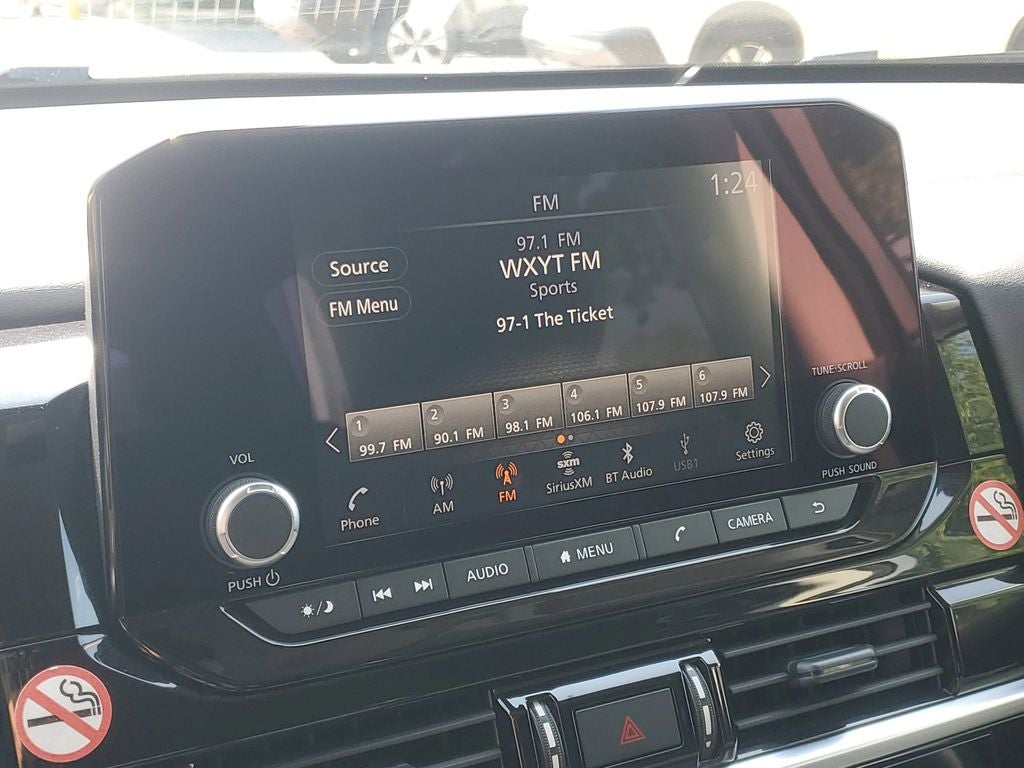 1:24
FM
97.1 FM
WXYT FM
Sports
97-1 The Ticket
Source
FM Menu
1
99.7 FM
2
90.1 FM
3
98.1 FM
4
106.1 FM
5
107.9 FM
6
107.9 FM
Phone
AM
FM
sxm
SiriusXM
BT Audio
USB1
Settings
VOL
PUSH
TUNE•SCROLL
PUSH SOUND
AUDIO
MENU
CAMERA